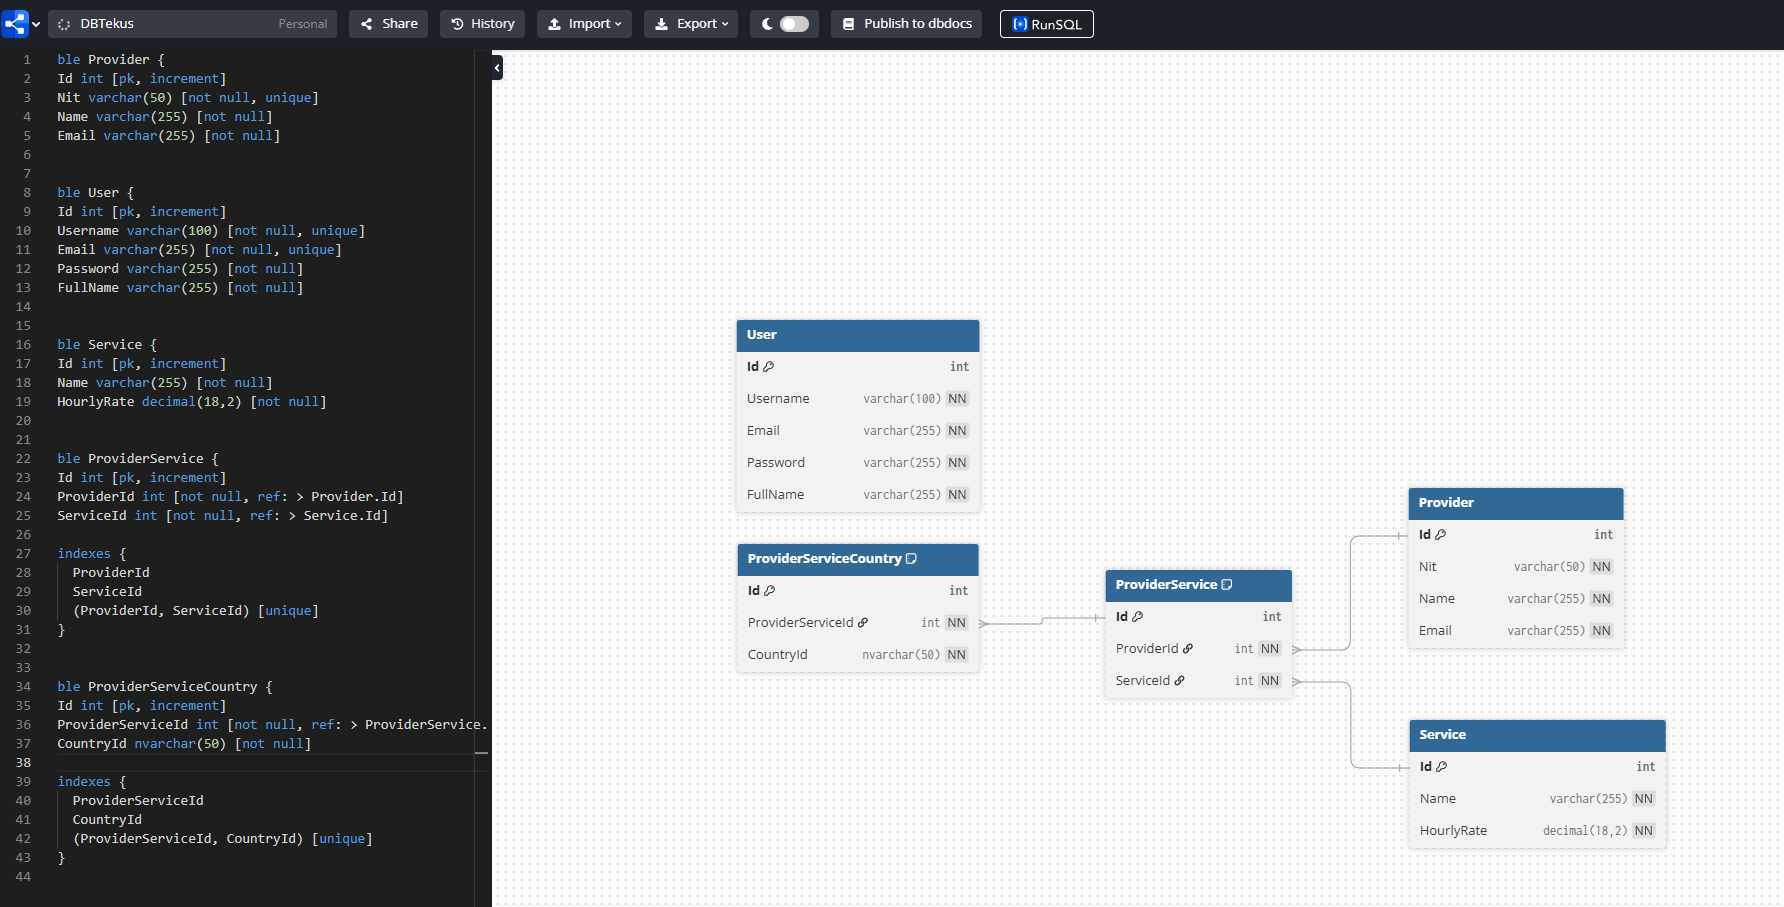 DBTekus Personal Share History Import Export Publish to dbdocs RunSQL
1 ble Provider {
2 Id int [pk, increment]
3 Nit varchar(50) [not null, unique]
4 Name varchar(255) [not null]
5 Email varchar(255) [not null]
6
7
8 ble User {
9 Id int [pk, increment]
10 Username varchar(100) [not null, unique]
11 Email varchar(255) [not null, unique]
12 Password varchar(255) [not null]
13 FullName varchar(255) [not null]
14
15
16 ble Service {
17 Id int [pk, increment]
18 Name varchar(255) [not null]
19 HourlyRate decimal(18,2) [not null]
20
21
22 ble ProviderService {
23 Id int [pk, increment]
24 ProviderId int [not null, ref: > Provider.Id]
25 ServiceId int [not null, ref: > Service.Id]
26
27 indexes {
28 ProviderId
29 ServiceId
30 (ProviderId, ServiceId) [unique]
31 }
32
33
34 ble ProviderServiceCountry {
35 Id int [pk, increment]
36 ProviderServiceId int [not null, ref: > ProviderService.
37 CountryId nvarchar(50) [not null]
38
39 indexes {
40 ProviderServiceId
41 CountryId
42 (ProviderServiceId, CountryId) [unique]
43 }
44
User
Id int
Username varchar(100) NN
Email varchar(255) NN
Password varchar(255) NN
FullName varchar(255) NN
ProviderServiceCountry
Id int
ProviderServiceId int NN
CountryId nvarchar(50) NN
ProviderService
Id int
ProviderId int NN
ServiceId int NN
Provider
Id int
Nit varchar(50) NN
Name varchar(255) NN
Email varchar(255) NN
Service
Id int
Name varchar(255) NN
HourlyRate decimal(18,2) NN